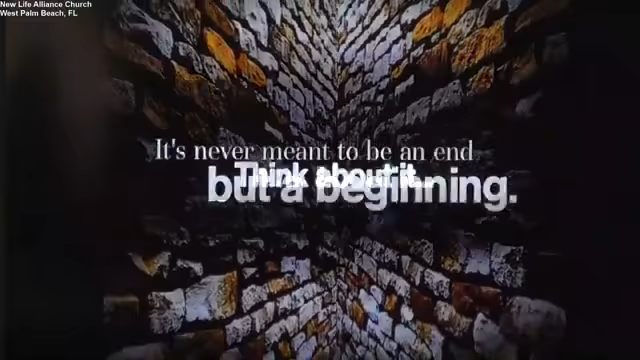 New Life Alliance Church
West Palm Beach, FL
It's never meant to be an end
Think about it...
but a beginning.